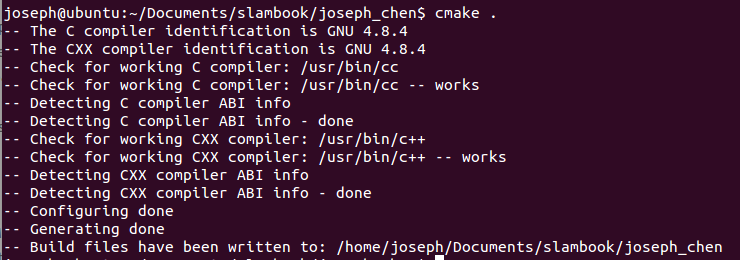 joseph@ubuntu:~/Documents/slambook/joseph_chen$ cmake .
-- The C compiler identification is GNU 4.8.4
-- The CXX compiler identification is GNU 4.8.4
-- Check for working C compiler: /usr/bin/cc
-- Check for working C compiler: /usr/bin/cc -- works
-- Detecting C compiler ABI info
-- Detecting C compiler ABI info - done
-- Check for working CXX compiler: /usr/bin/c++
-- Check for working CXX compiler: /usr/bin/c++ -- works
-- Detecting CXX compiler ABI info
-- Detecting CXX compiler ABI info - done
-- Configuring done
-- Generating done
-- Build files have been written to: /home/joseph/Documents/slambook/joseph_chen